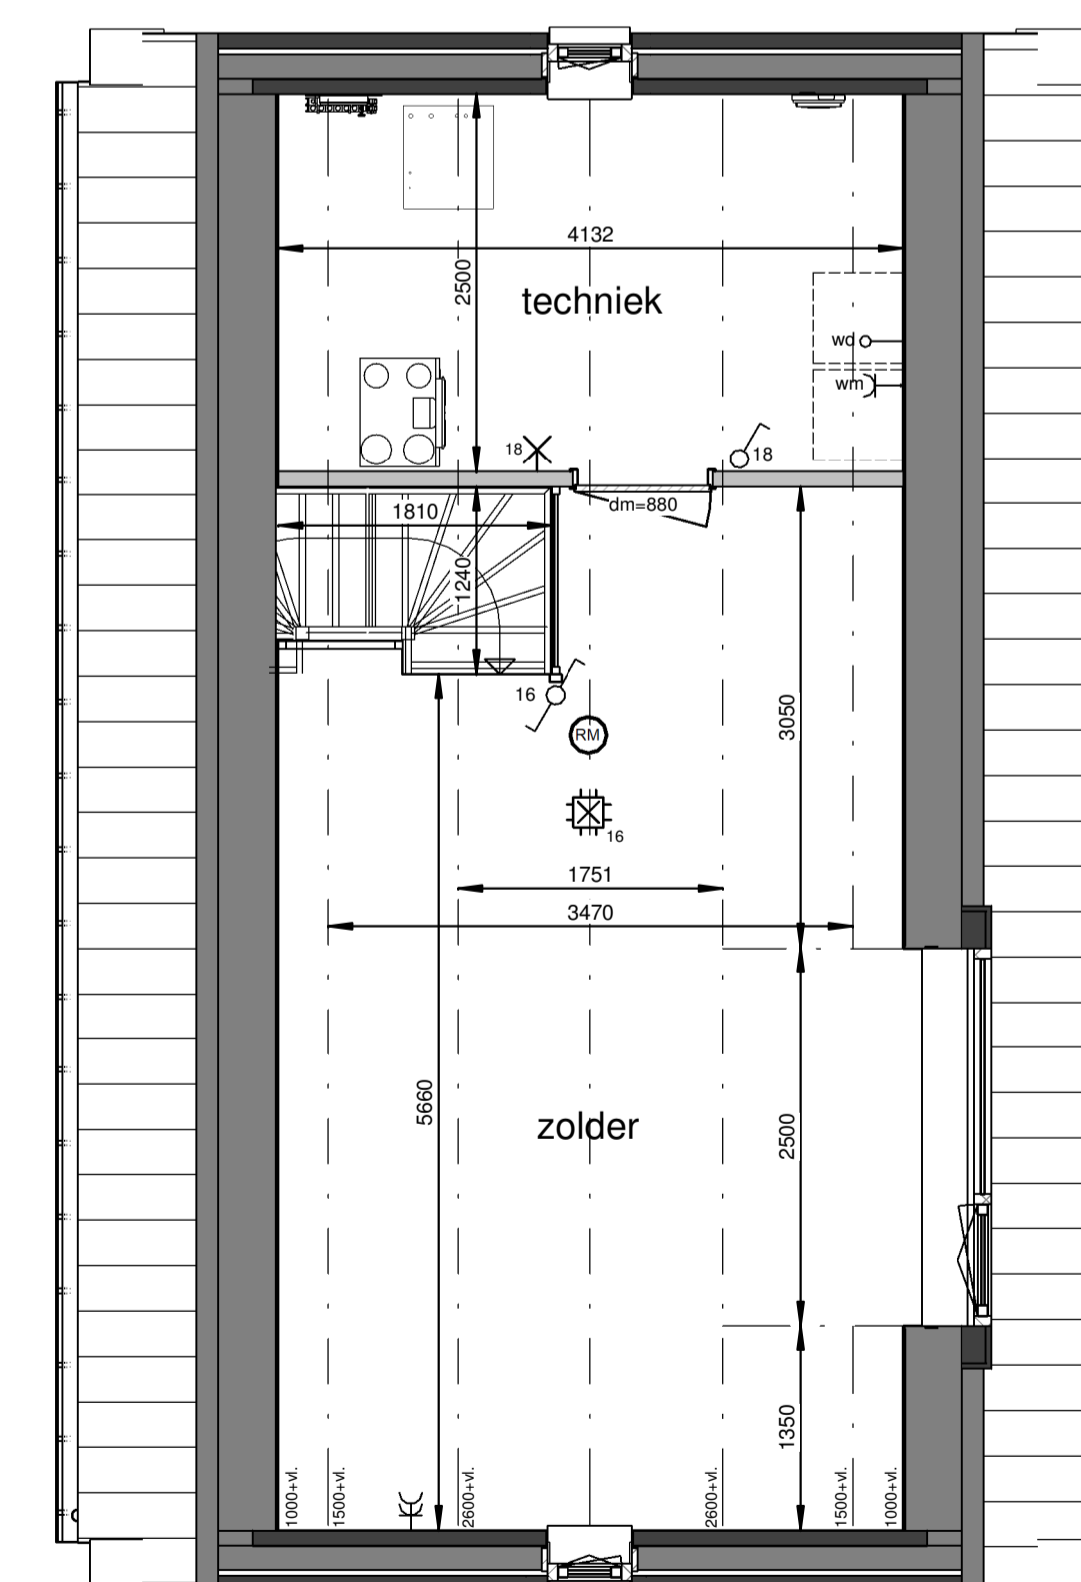 4132
2500
techniek
wd
wm
18
18
dm=880
1810
1240
16
RM
3050
16
1751
3470
5660
zolder
2500
1350
1000+vl.
1500+vl.
2600+vl.
2600+vl.
1500+vl.
1000+vl.